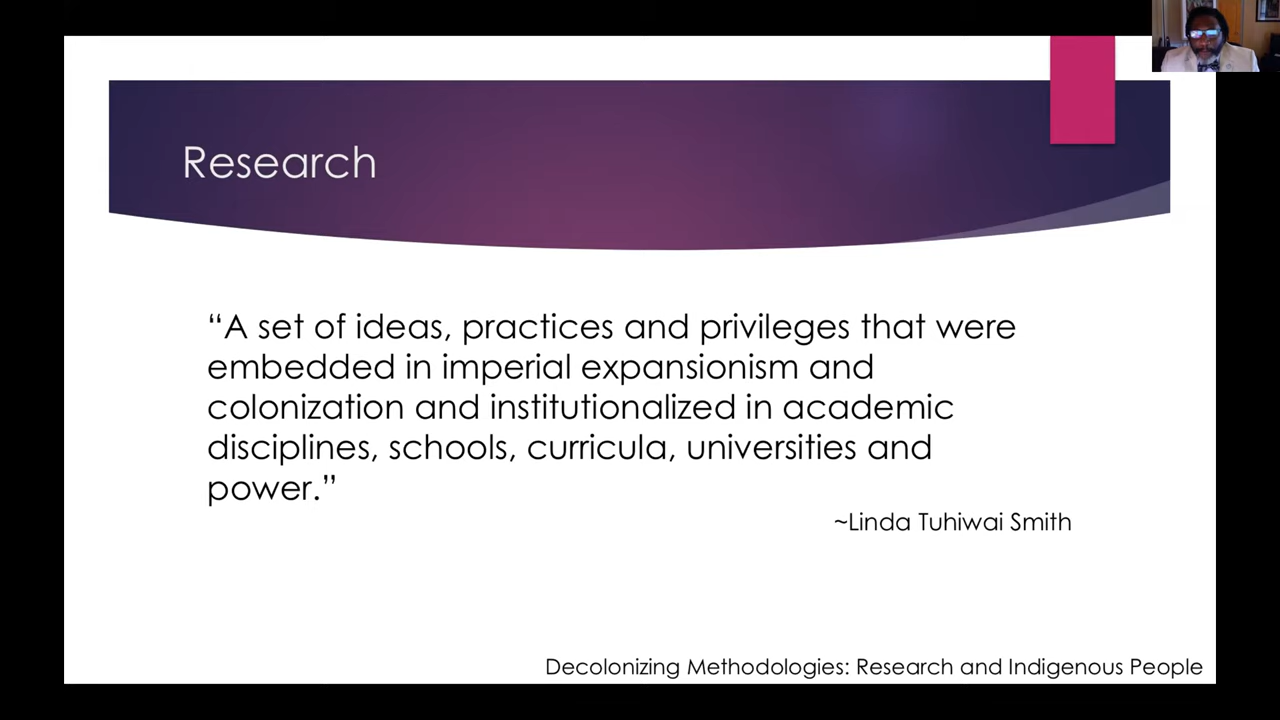 Research
“A set of ideas, practices and privileges that were
embedded in imperial expansionism and
colonization and institutionalized in academic
disciplines, schools, curricula, universities and
power.”
~Linda Tuhiwai Smith
Decolonizing Methodologies: Research and Indigenous People